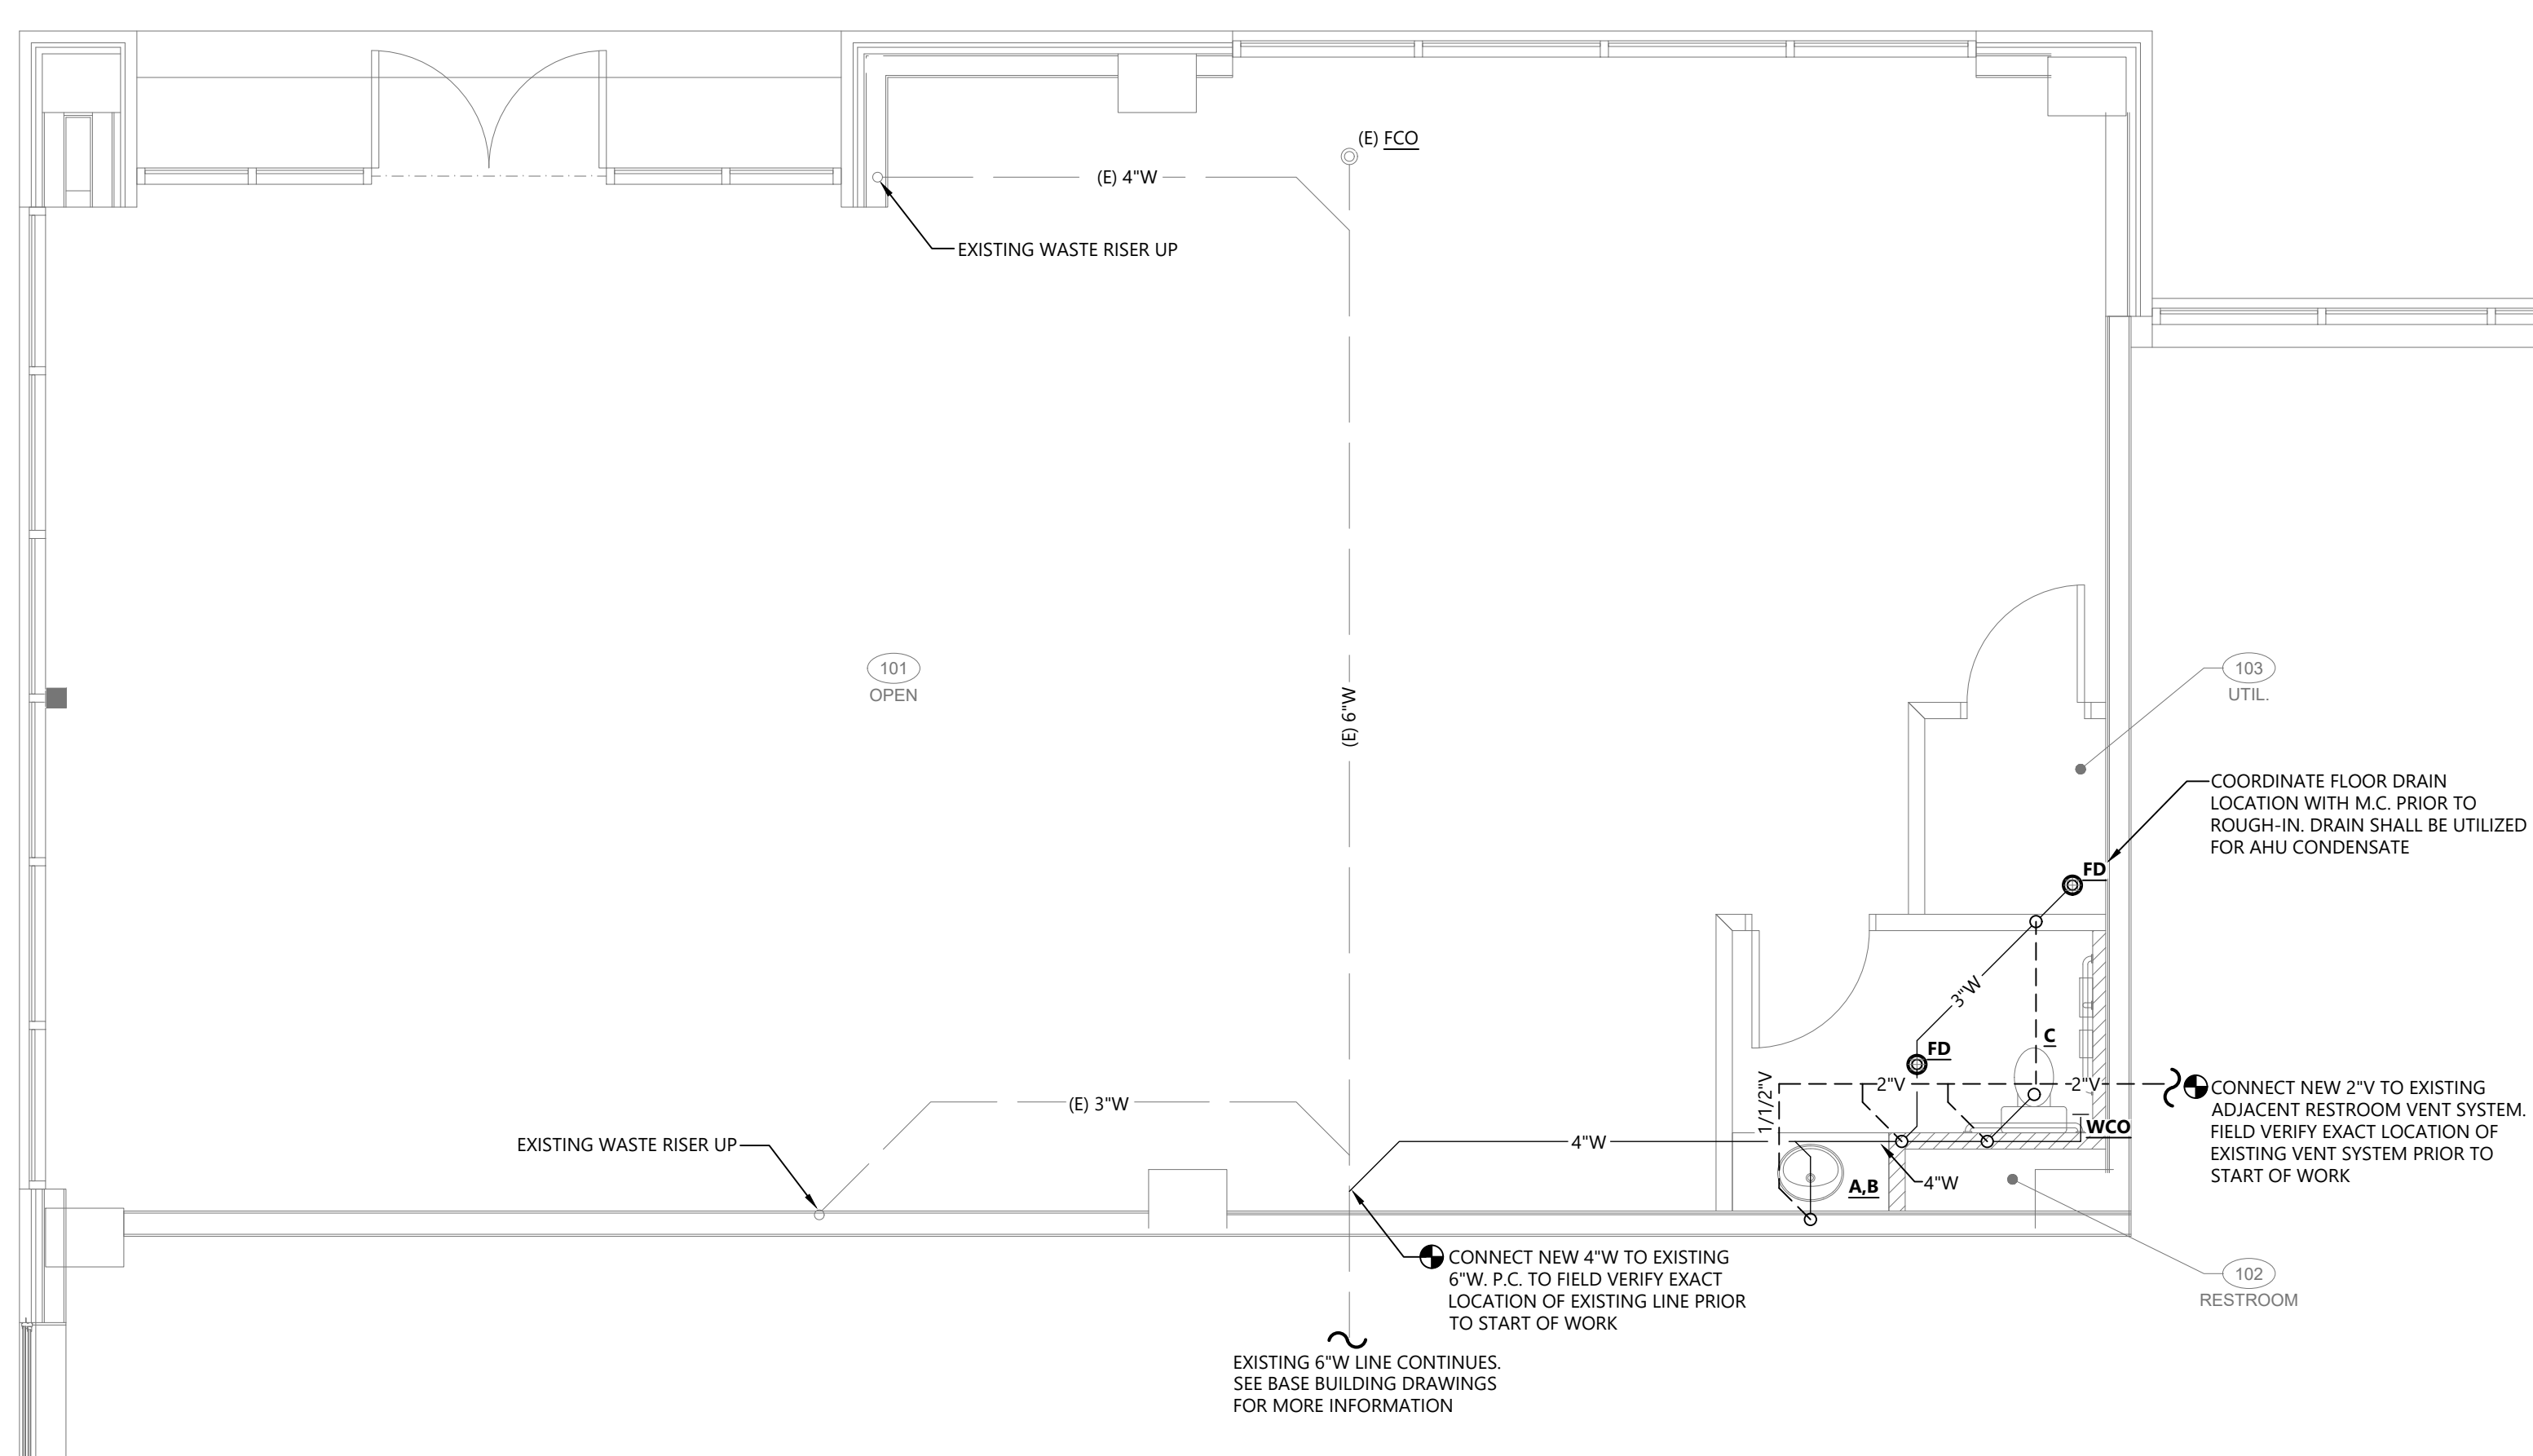 (E) FCO
(E) 4"W
EXISTING WASTE RISER UP
101
OPEN
(E) 6"W
103
UTIL.
COORDINATE FLOOR DRAIN
LOCATION WITH M.C. PRIOR TO
ROUGH-IN. DRAIN SHALL BE UTILIZED
FOR AHU CONDENSATE
FD
3"W
C
FD
1/1/2"V
2"V
2"V
CONNECT NEW 2"V TO EXISTING
ADJACENT RESTROOM VENT SYSTEM.
FIELD VERIFY EXACT LOCATION OF
EXISTING VENT SYSTEM PRIOR TO
START OF WORK
(E) 3"W
EXISTING WASTE RISER UP
4"W
WCO
A,B
4"W
CONNECT NEW 4"W TO EXISTING
6"W. P.C. TO FIELD VERIFY EXACT
LOCATION OF EXISTING LINE PRIOR
TO START OF WORK
102
RESTROOM
EXISTING 6"W LINE CONTINUES.
SEE BASE BUILDING DRAWINGS
FOR MORE INFORMATION